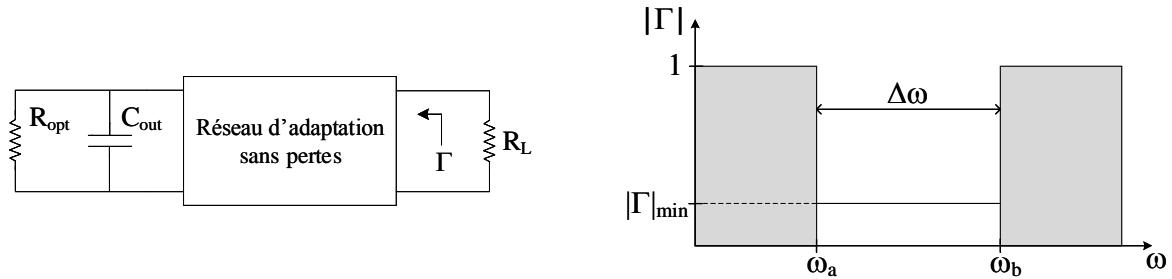 R_opt
C_out
Réseau d'adaptation
sans pertes
Γ
R_L
|Γ|
1
Δω
|Γ|_min
ω_a
ω_b
ω